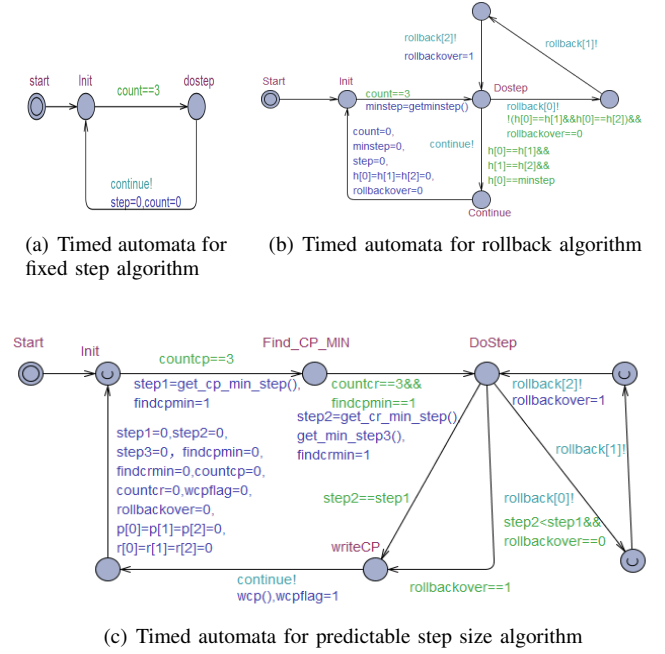 start
Init
count==3
dostep
continue!
step=0,count=0
(a) Timed automata for
fixed step algorithm
rollback[2]!
rollbackover=1
rollback[1]!
Start
Init
count==3
minstep=getminstep()
Dostep
rollback[0]!
!(h[0]==h[1]&&h[0]==h[2])&&
rollbackover==0
count=0,
minstep=0,
step=0,
h[0]=h[1]=h[2]=0,
rollbackover=0
continue!
h[0]==h[1]&&
h[1]==h[2]&&
h[0]==minstep
Continue
(b) Timed automata for rollback algorithm
Start
Init
countcp==3
step1=get_cp_min_step(),
findcpmin=1
Find_CP_MIN
countcr==3&&
findcpmin==1
step2=get_cr_min_step(),
get_min_step3(),
findcrmin=1
DoStep
rollback[2]!
rollbackover=1
rollback[1]!
rollback[0]!
step2<step1&&
rollbackover==0
step1=0,step2=0,
step3=0, findcpmin=0,
findcrmin=0,countcp=0,
countcr=0,wcpflag=0,
rollbackover=0,
p[0]=p[1]=p[2]=0,
r[0]=r[1]=r[2]=0
step2==step1
writeCP
continue!
wcp(),wcpflag=1
rollbackover==1
(c) Timed automata for predictable step size algorithm